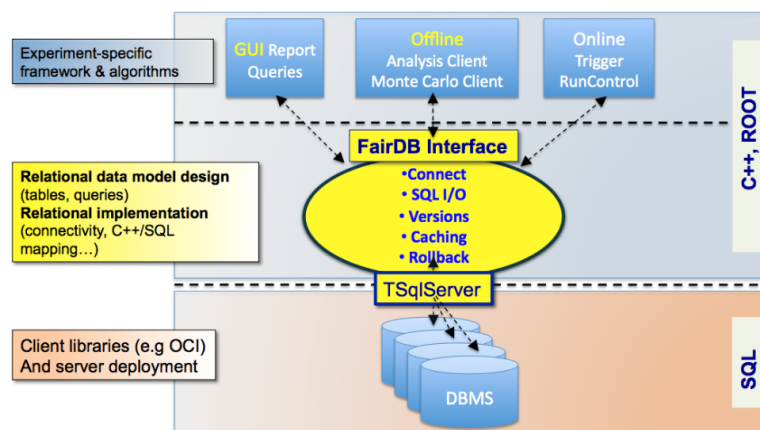 Experiment-specific
framework & algorithms
GUI Report
Queries
Offline
Analysis Client
Monte Carlo Client
Online
Trigger
RunControl
C++, ROOT
FairDB Interface
•Connect
• SQL I/O
• Versions
• Caching
• Rollback
Relational data model design
(tables, queries)
Relational implementation
(connectivity, C++/SQL
mapping…)
TSqlServer
Client libraries (e.g OCI)
And server deployment
DBMS
SQL